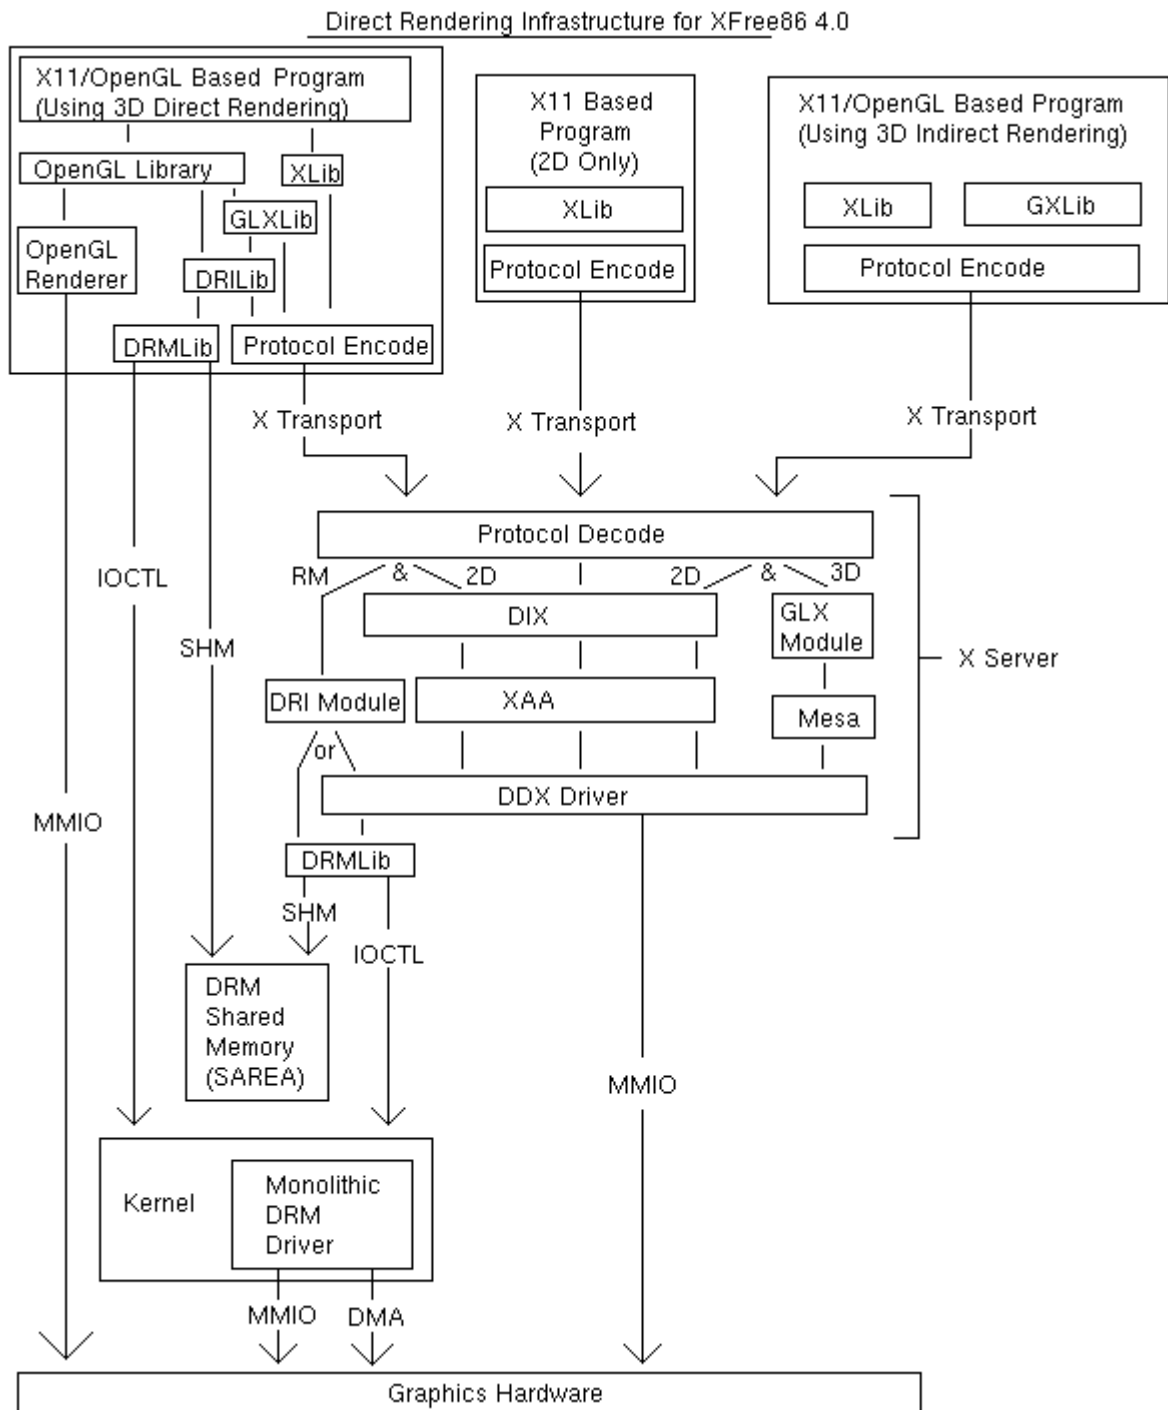 Direct Rendering Infrastructure for XFree86 4.0
X11/OpenGL Based Program
(Using 3D Direct Rendering)
OpenGL Library
XLib
GLXLib
OpenGL
Renderer
DRILib
DRMLib
Protocol Encode
X11 Based
Program
(2D Only)
XLib
Protocol Encode
X11/OpenGL Based Program
(Using 3D Indirect Rendering)
XLib
GXLib
Protocol Encode
X Transport
X Transport
X Transport
Protocol Decode
RM
&
2D
2D
&
3D
IOCTL
SHM
DIX
GLX
Module
X Server
DRI Module
XAA
Mesa
or
DDX Driver
MMIO
DRMLib
SHM
IOCTL
DRM
Shared
Memory
(SAREA)
MMIO
Kernel
Monolithic
DRM
Driver
MMIO
DMA
Graphics Hardware